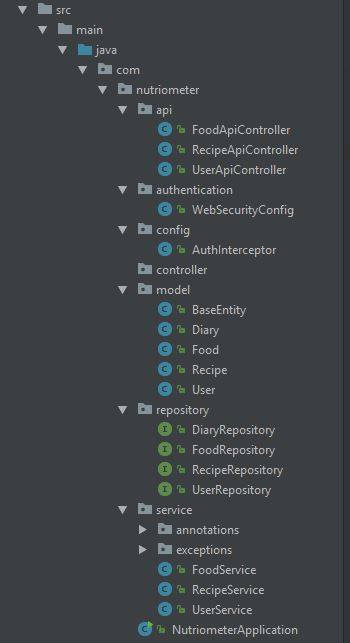 src
main
java
com
nutriometer
api
FoodApiController
RecipeApiController
UserApiController
authentication
WebSecurityConfig
config
AuthInterceptor
controller
model
BaseEntity
Diary
Food
Recipe
User
repository
DiaryRepository
FoodRepository
RecipeRepository
UserRepository
service
annotations
exceptions
FoodService
RecipeService
UserService
NutriometerApplication